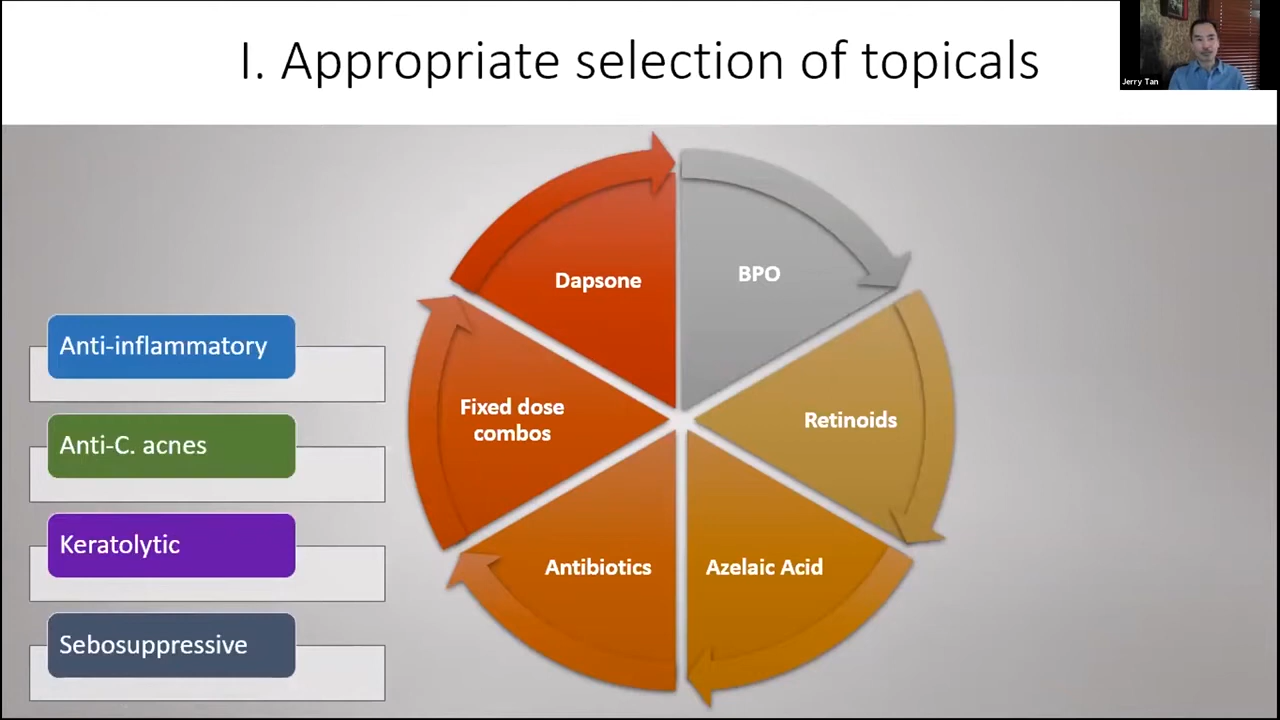 I. Appropriate selection of topicals
Jerry Tan
Dapsone
BPO
Anti-inflammatory
Fixed dose
combos
Retinoids
Anti-C. acnes
Keratolytic
Antibiotics
Azelaic Acid
Sebosuppressive